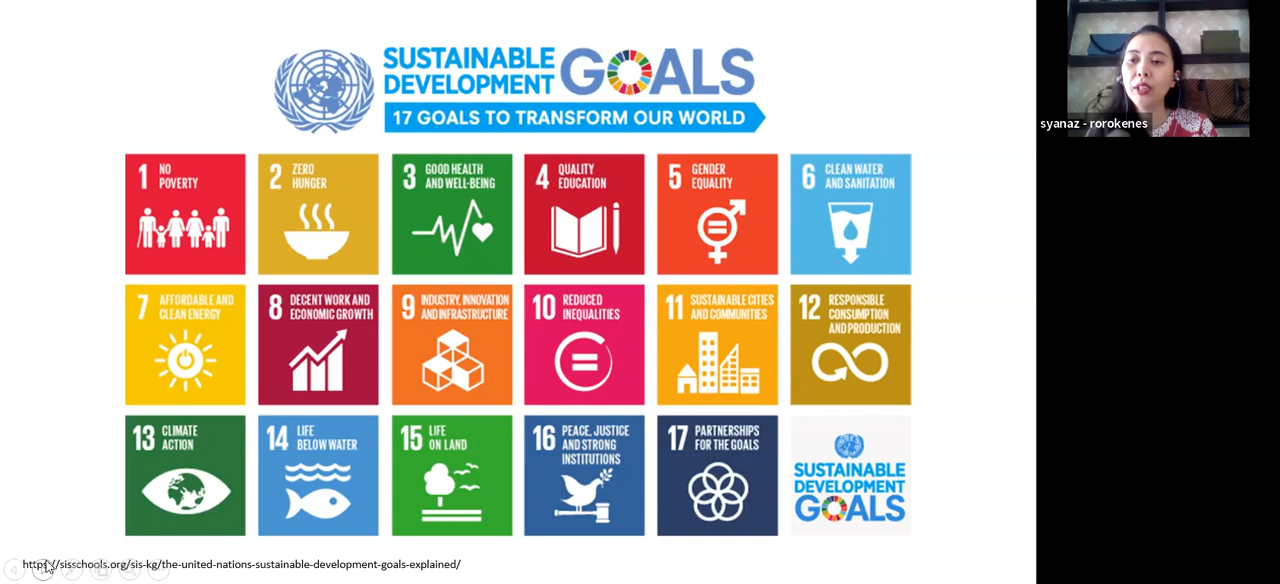 SUSTAINABLE
DEVELOPMENT
GOALS
17 GOALS TO TRANSFORM OUR WORLD
syanaz - rorokenes
1 NO
POVERTY
2 ZERO
HUNGER
3 GOOD HEALTH
AND WELL-BEING
4 QUALITY
EDUCATION
5 GENDER
EQUALITY
6 CLEAN WATER
AND SANITATION
7 AFFORDABLE AND
CLEAN ENERGY
8 DECENT WORK AND
ECONOMIC GROWTH
9 INDUSTRY, INNOVATION
AND INFRASTRUCTURE
10 REDUCED
INEQUALITIES
11 SUSTAINABLE CITIES
AND COMMUNITIES
12 RESPONSIBLE
CONSUMPTION
AND PRODUCTION
13 CLIMATE
ACTION
14 LIFE
BELOW WATER
15 LIFE
ON LAND
16 PEACE, JUSTICE
AND STRONG
INSTITUTIONS
17 PARTNERSHIPS
FOR THE GOALS
SUSTAINABLE
DEVELOPMENT
GOALS
https://sisschools.org/sis-kg/the-united-nations-sustainable-development-goals-explained/